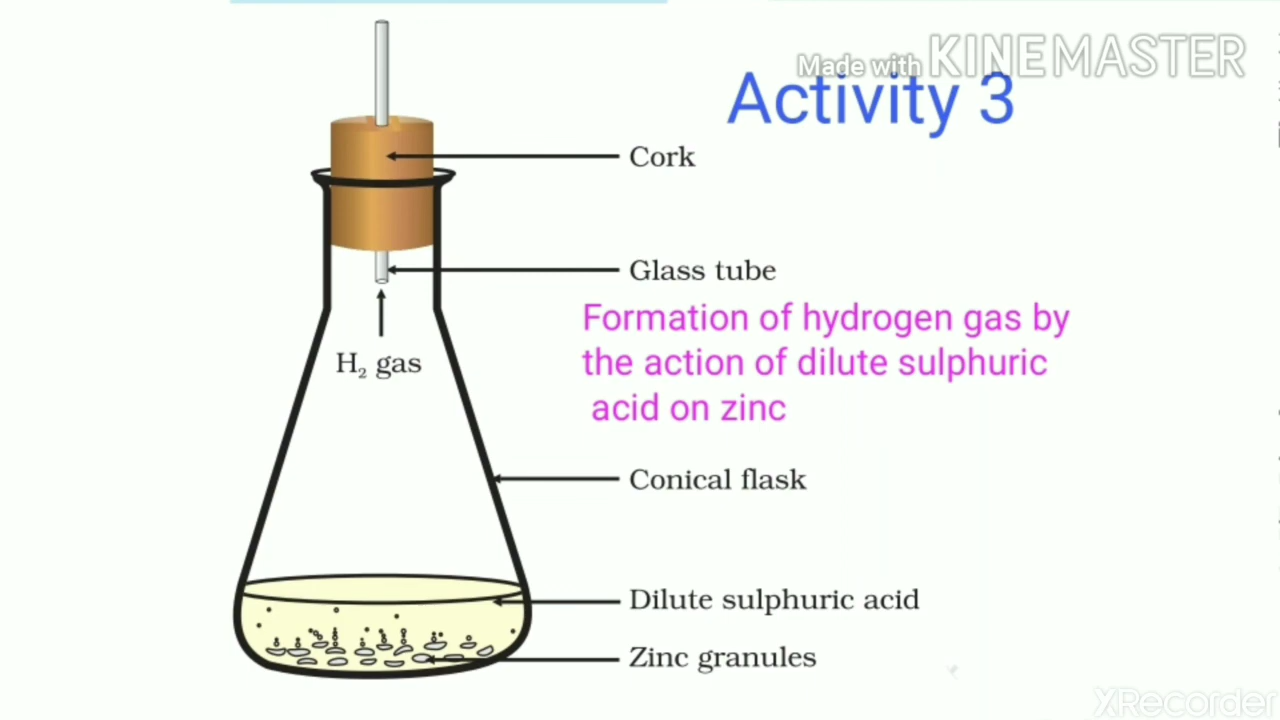 Made with KINEMASTER
Activity 3
Cork
Glass tube
Formation of hydrogen gas by
the action of dilute sulphuric
acid on zinc
H₂ gas
Conical flask
Dilute sulphuric acid
Zinc granules
XRecorder